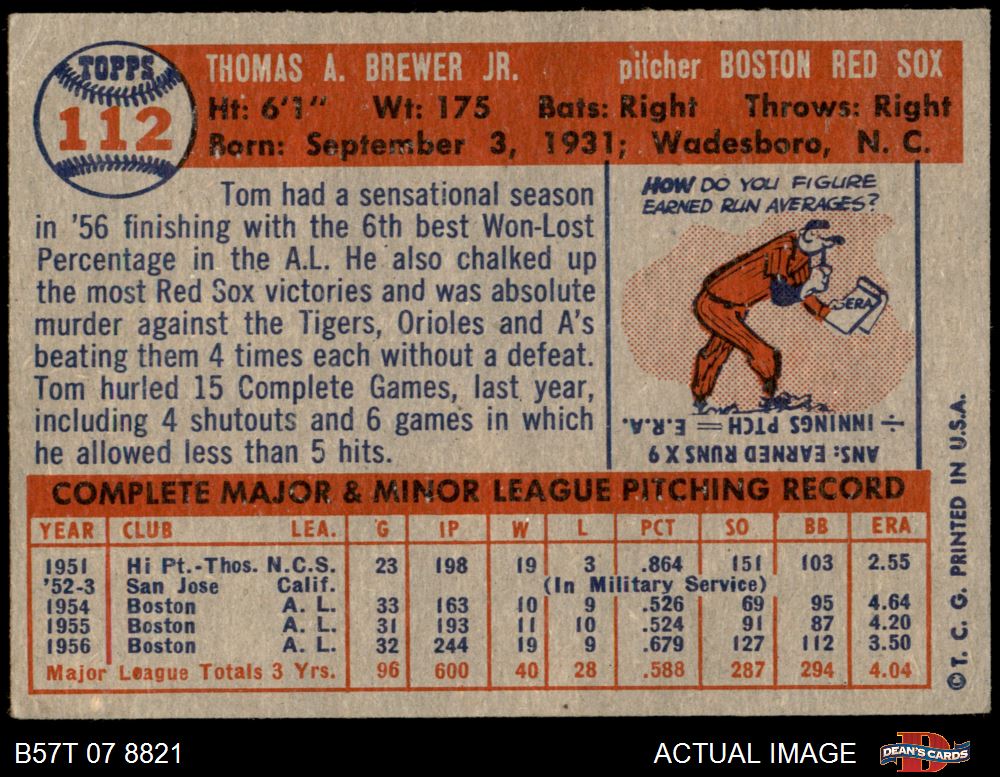 TOPPS
112
THOMAS A. BREWER JR. pitcher BOSTON RED SOX
Ht: 6'1" Wt: 175 Bats: Right Throws: Right
Born: September 3, 1931; Wadesboro, N. C.
Tom had a sensational season
in '56 finishing with the 6th best Won-Lost
Percentage in the A.L. He also chalked up
the most Red Sox victories and was absolute
murder against the Tigers, Orioles and A's
beating them 4 times each without a defeat.
Tom hurled 15 Complete Games, last year,
including 4 shutouts and 6 games in which
he allowed less than 5 hits.
HOW DO YOU FIGURE
EARNED RUN AVERAGES?
ERA
ANS: EARNED RUNS X 9
÷ INNINGS PTCH = E.R.A.
COMPLETE MAJOR & MINOR LEAGUE PITCHING RECORD
YEAR CLUB LEA. G IP W L PCT SO BB ERA
1951 Hi Pt.-Thos. N.C.S. 23 198 19 3 .864 151 103 2.55
'52-3 San Jose Calif. (In Military Service)
1954 Boston A. L. 33 163 10 9 .526 69 95 4.64
1955 Boston A. L. 31 193 11 10 .524 91 87 4.20
1956 Boston A. L. 32 244 19 9 .679 127 112 3.50
Major League Totals 3 Yrs. 96 600 40 28 .588 287 294 4.04
© T. C. G. PRINTED IN U.S.A.
B57T 07 8821 ACTUAL IMAGE DEAN'S CARDS